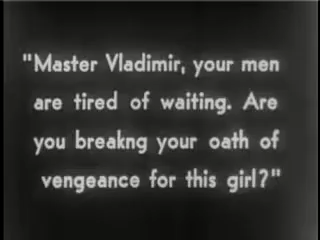 "Master Vladimir, your men
are tired of waiting. Are
you breakng your oath of
vengeance for this girl?"